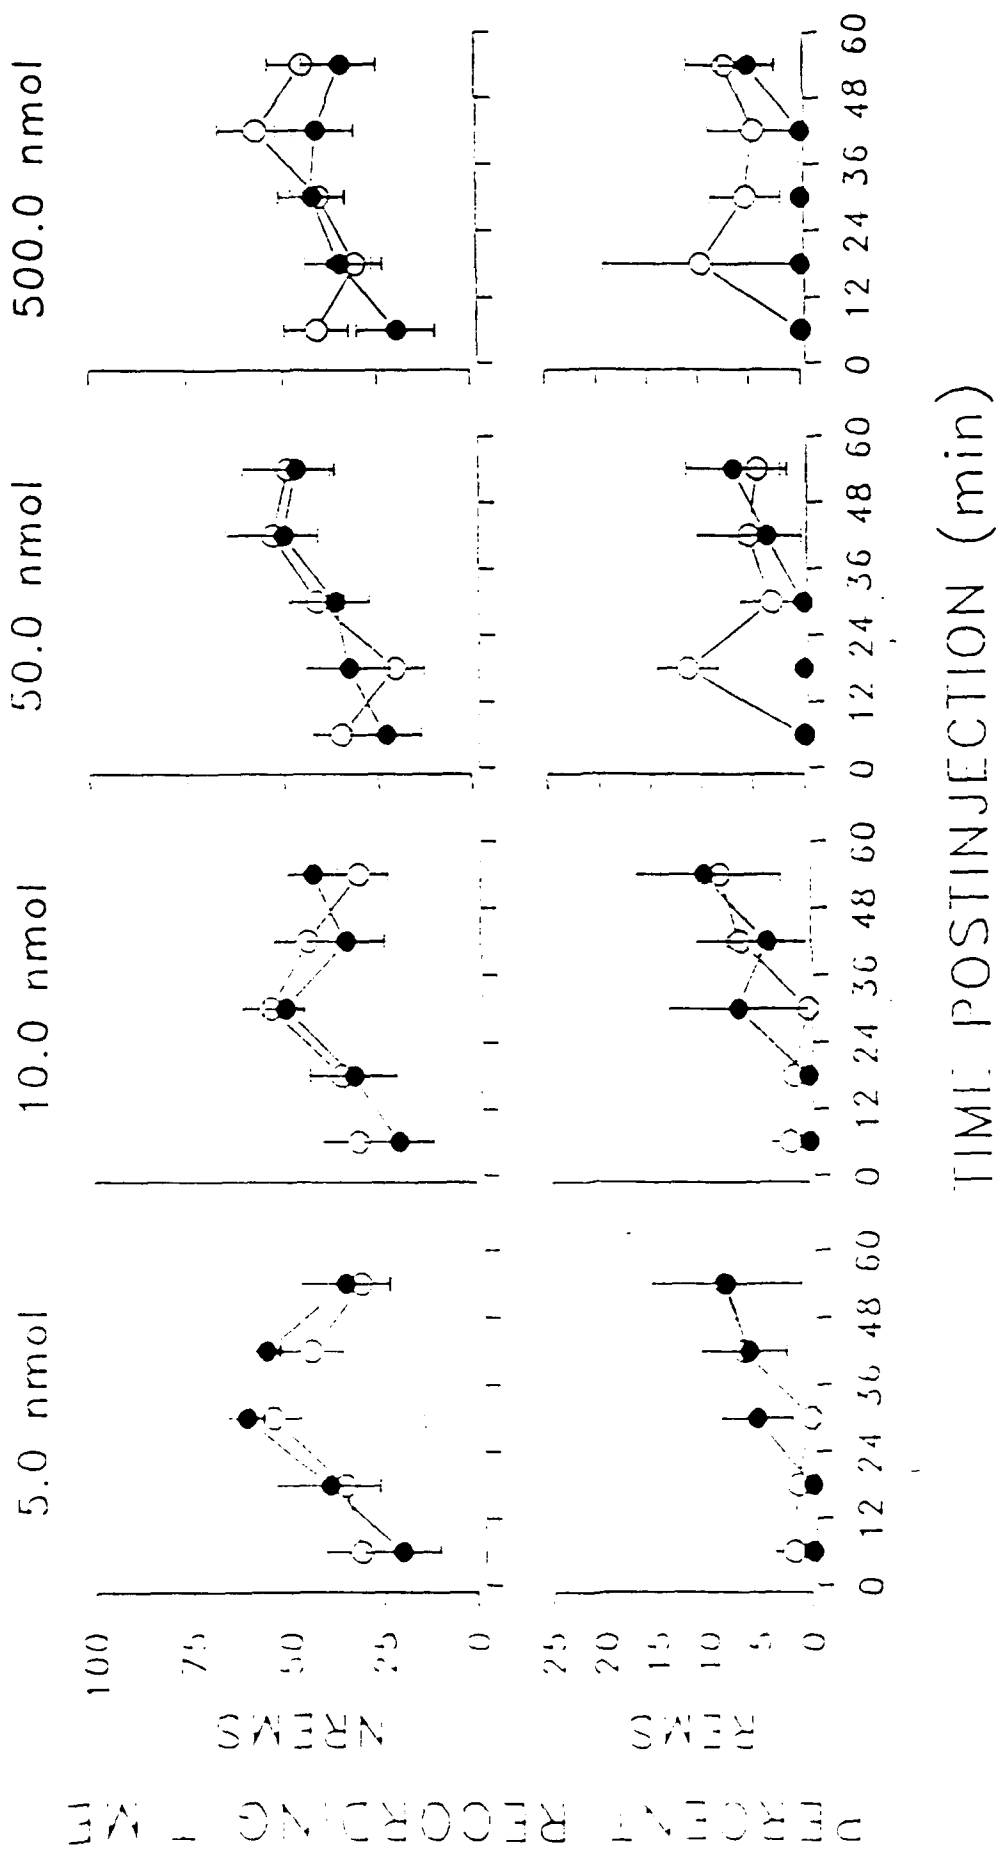 5.0 nmol
10.0 nmol
50.0 nmol
500.0 nmol
PERCENT RECORDING TIME
NREMS
100
75
50
25
0
REMS
25
20
15
10
5
0
0 12 24 36 48 60
0 12 24 36 48 60
0 12 24 36 48 60
0 12 24 36 48 60
TIME POSTINJECTION (min)